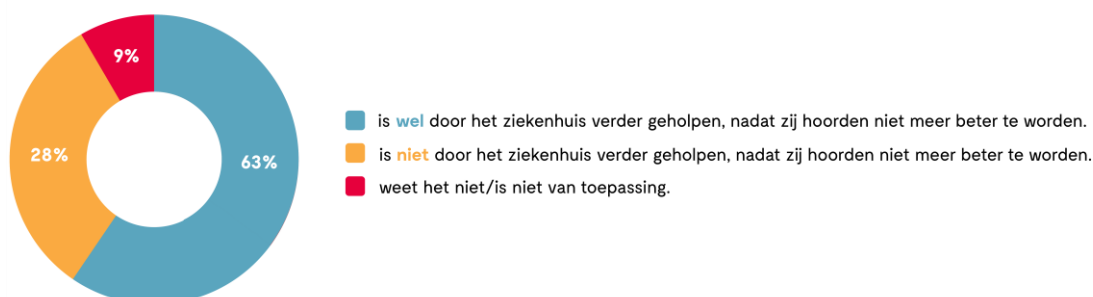 9%
28%
63%
is wel door het ziekenhuis verder geholpen, nadat zij hoorden niet meer beter te worden.
is niet door het ziekenhuis verder geholpen, nadat zij hoorden niet meer beter te worden.
weet het niet/is niet van toepassing.